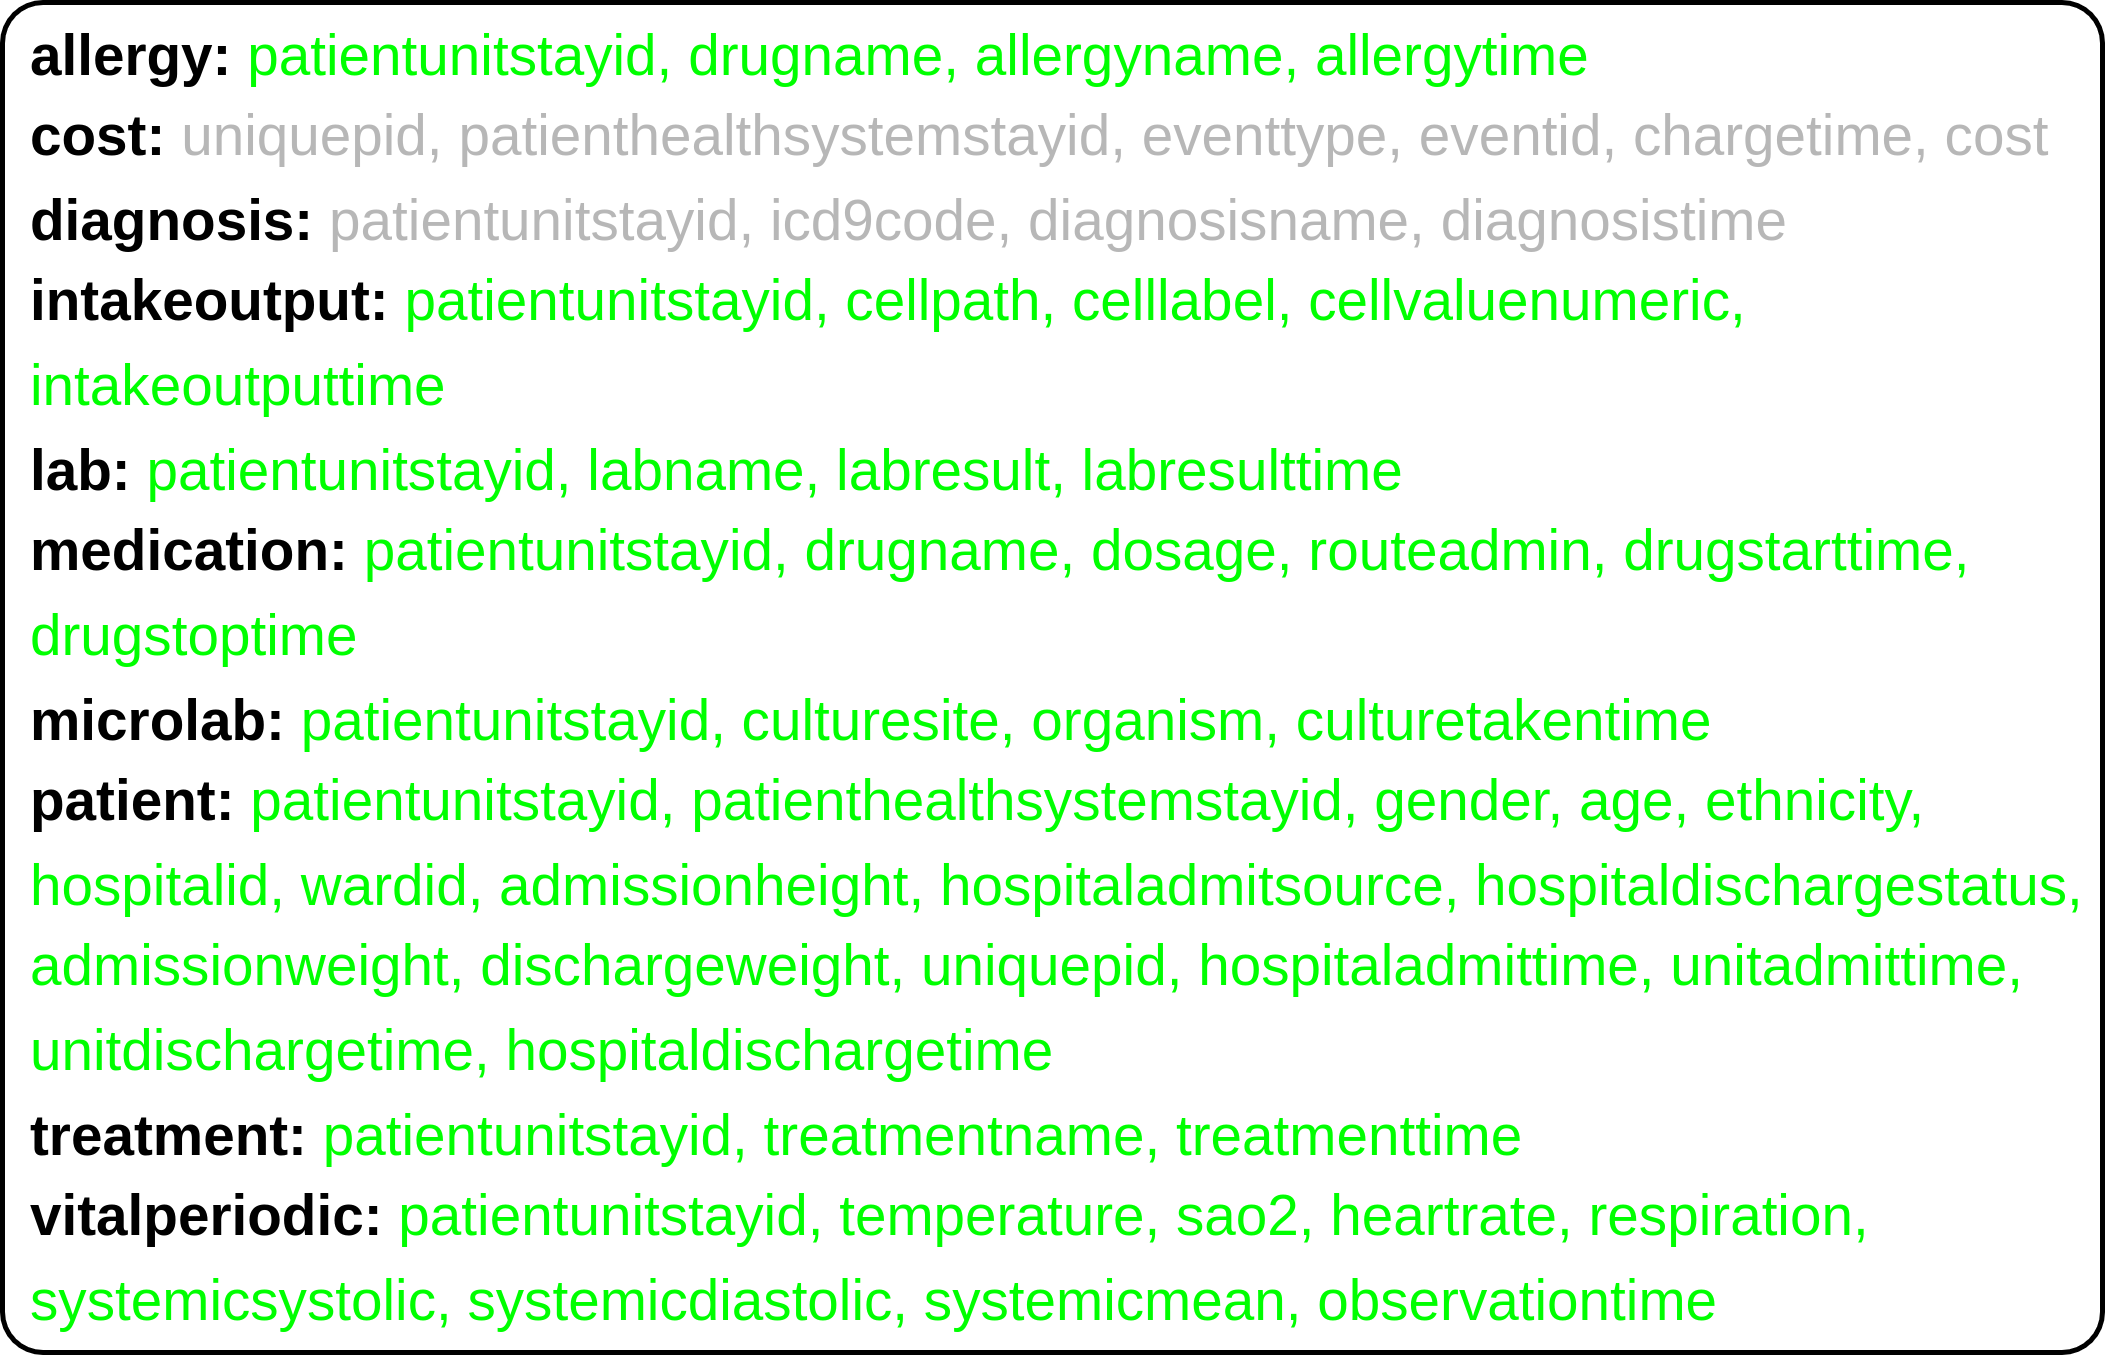 allergy: patientunitstayid, drugname, allergyname, allergytime
cost: uniquepid, patienthealthsystemstayid, eventtype, eventid, chargetime, cost
diagnosis: patientunitstayid, icd9code, diagnosisname, diagnosistime
intakeoutput: patientunitstayid, cellpath, celllabel, cellvaluenumeric,
intakeoutputtime
lab: patientunitstayid, labname, labresult, labresulttime
medication: patientunitstayid, drugname, dosage, routeadmin, drugstarttime,
drugstoptime
microlab: patientunitstayid, culturesite, organism, culturetakentime
patient: patientunitstayid, patienthealthsystemstayid, gender, age, ethnicity,
hospitalid, wardid, admissionheight, hospitaladmitsource, hospitaldischargestatus,
admissionweight, dischargeweight, uniquepid, hospitaladmittime, unitadmittime,
unitdischargetime, hospitaldischargetime
treatment: patientunitstayid, treatmentname, treatmenttime
vitalperiodic: patientunitstayid, temperature, sao2, heartrate, respiration,
systemicsystolic, systemicdiastolic, systemicmean, observationtime